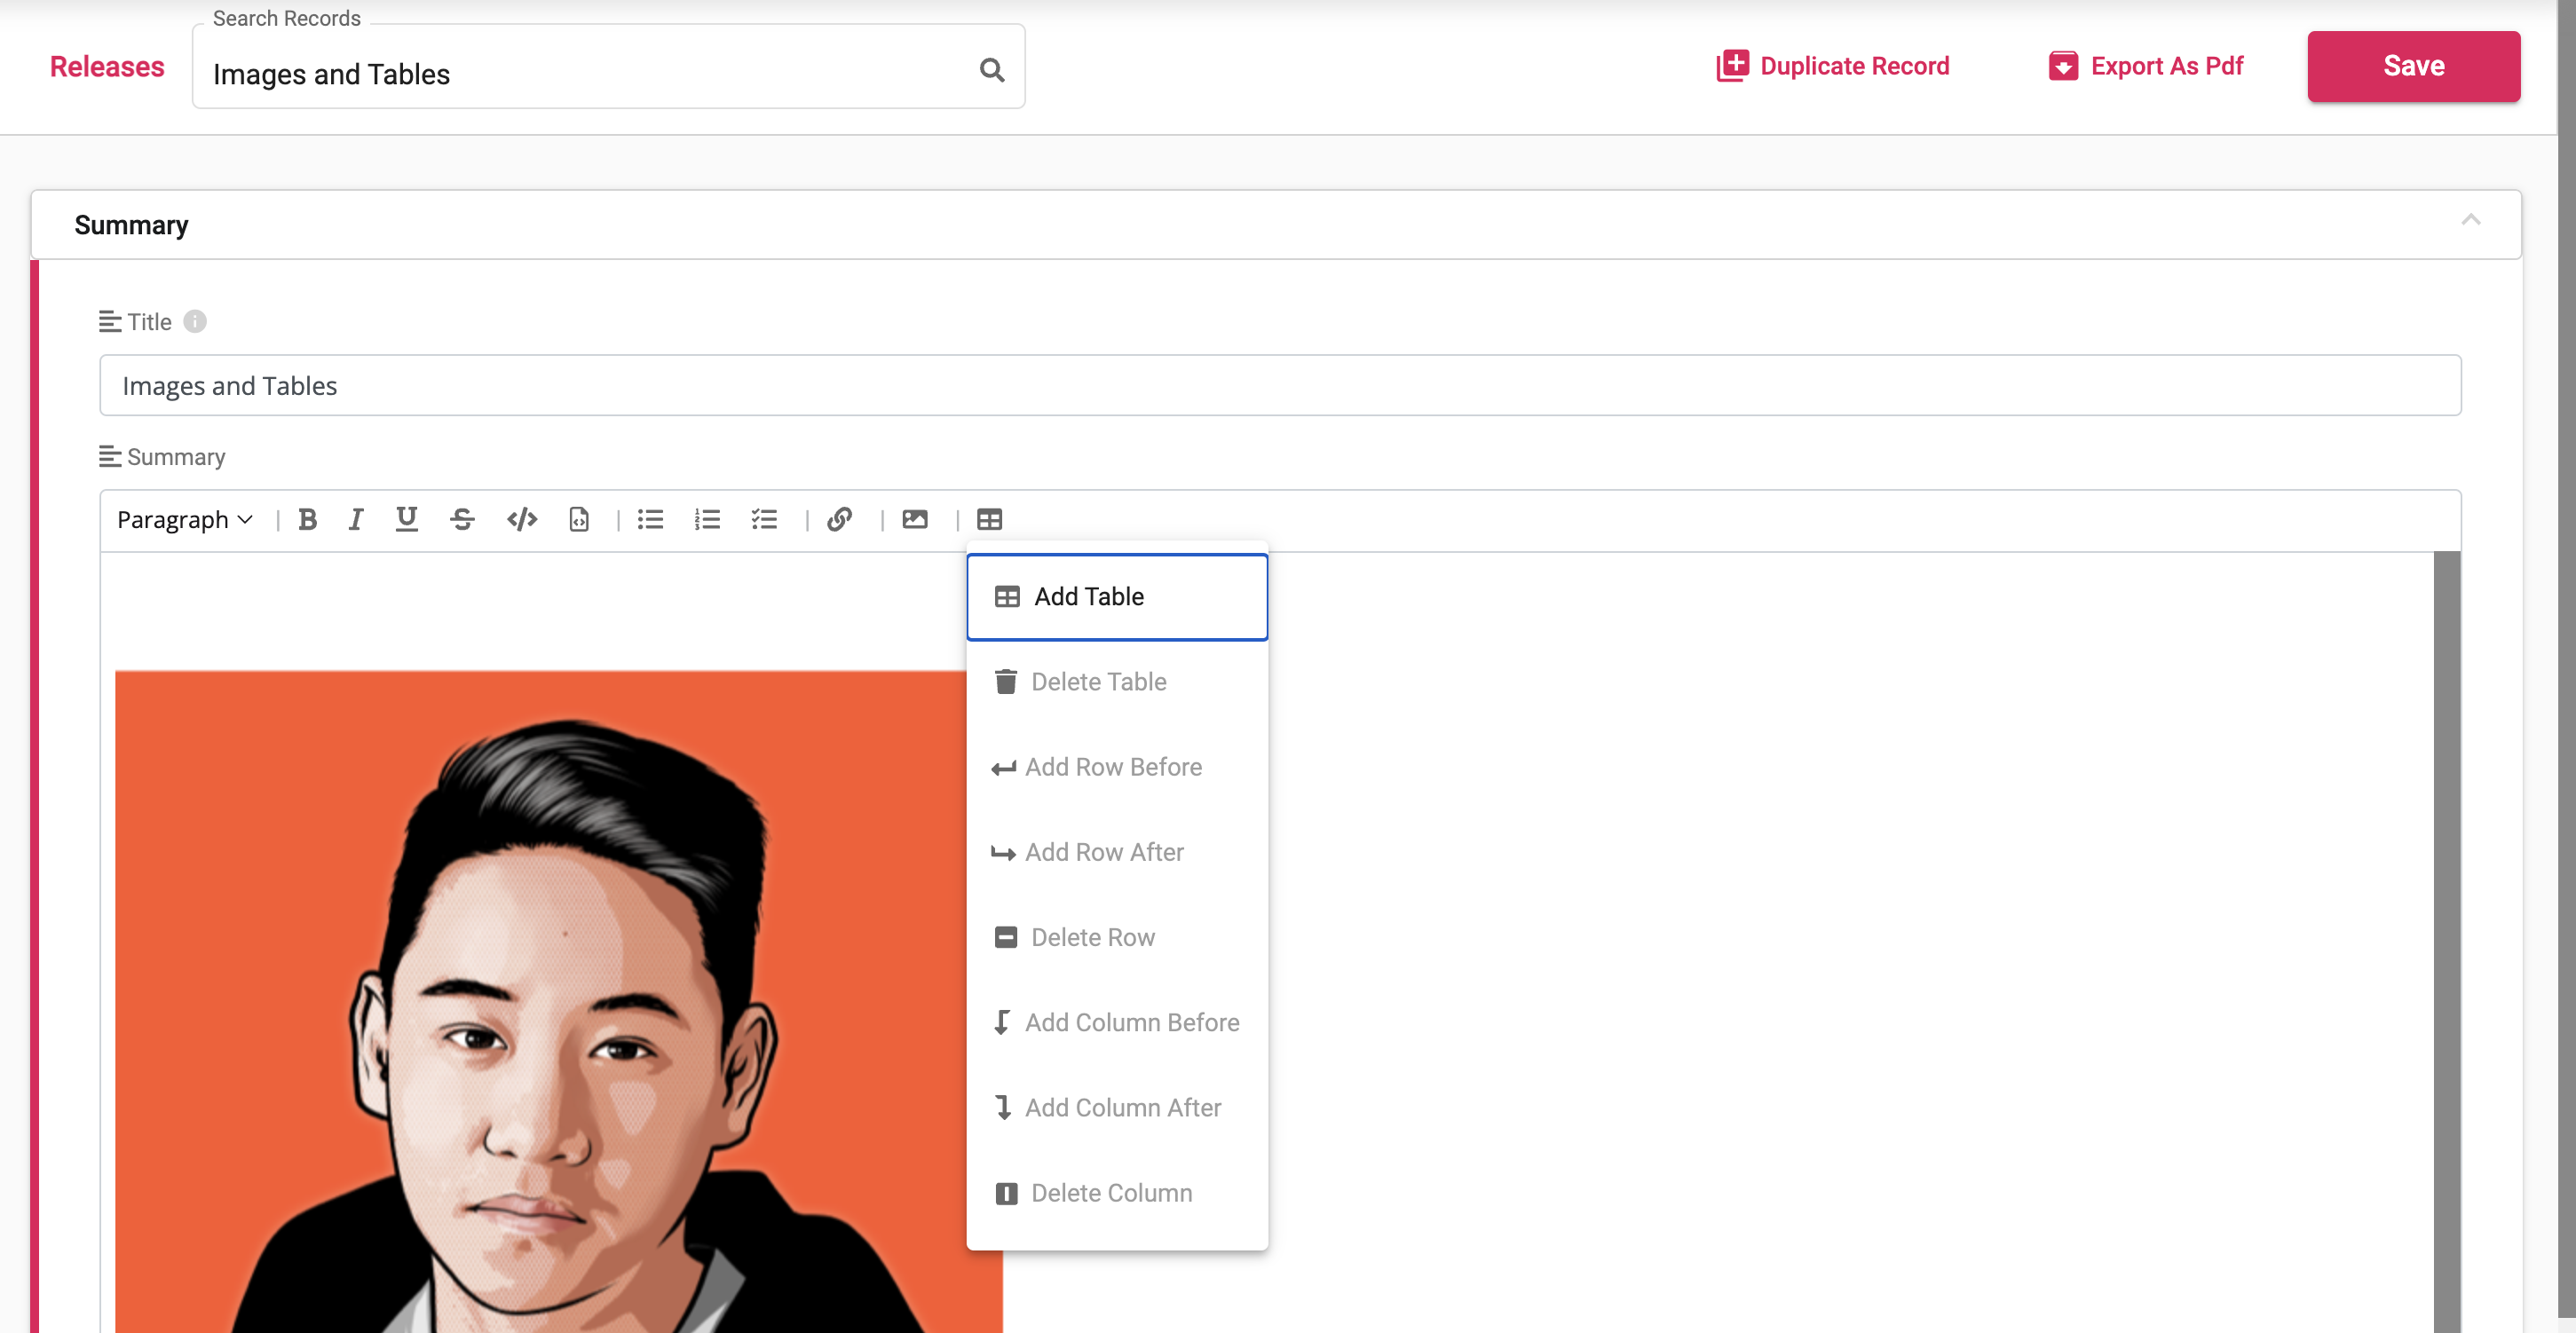 Search Records
Releases
Images and Tables
Duplicate Record
Export As Pdf
Save
Summary
Title
Images and Tables
Summary
Paragraph
Add Table
Delete Table
Add Row Before
Add Row After
Delete Row
Add Column Before
Add Column After
Delete Column